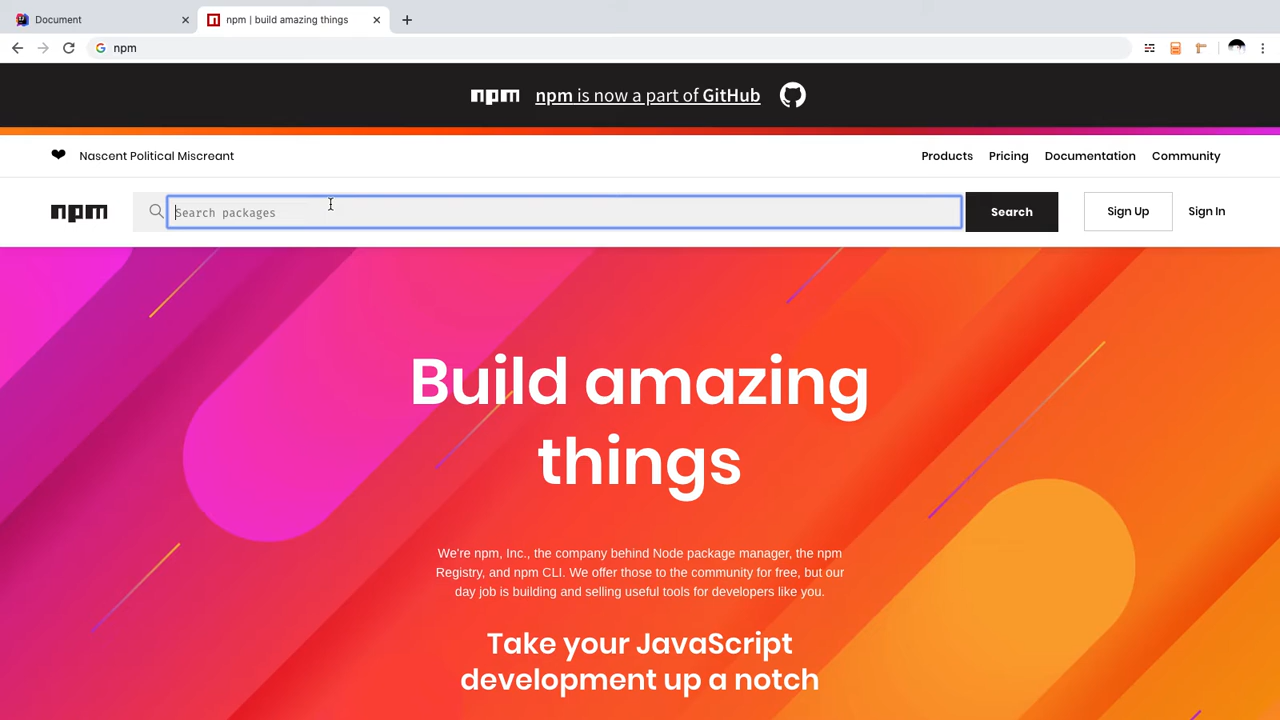 Document
npm | build amazing things
npm
npm npm is now a part of GitHub
Nascent Political Miscreant
Products Pricing Documentation Community
npm Search packages Search Sign Up Sign In
Build amazing
things
We're npm, Inc., the company behind Node package manager, the npm
Registry, and npm CLI. We offer those to the community for free, but our
day job is building and selling useful tools for developers like you.
Take your JavaScript
development up a notch